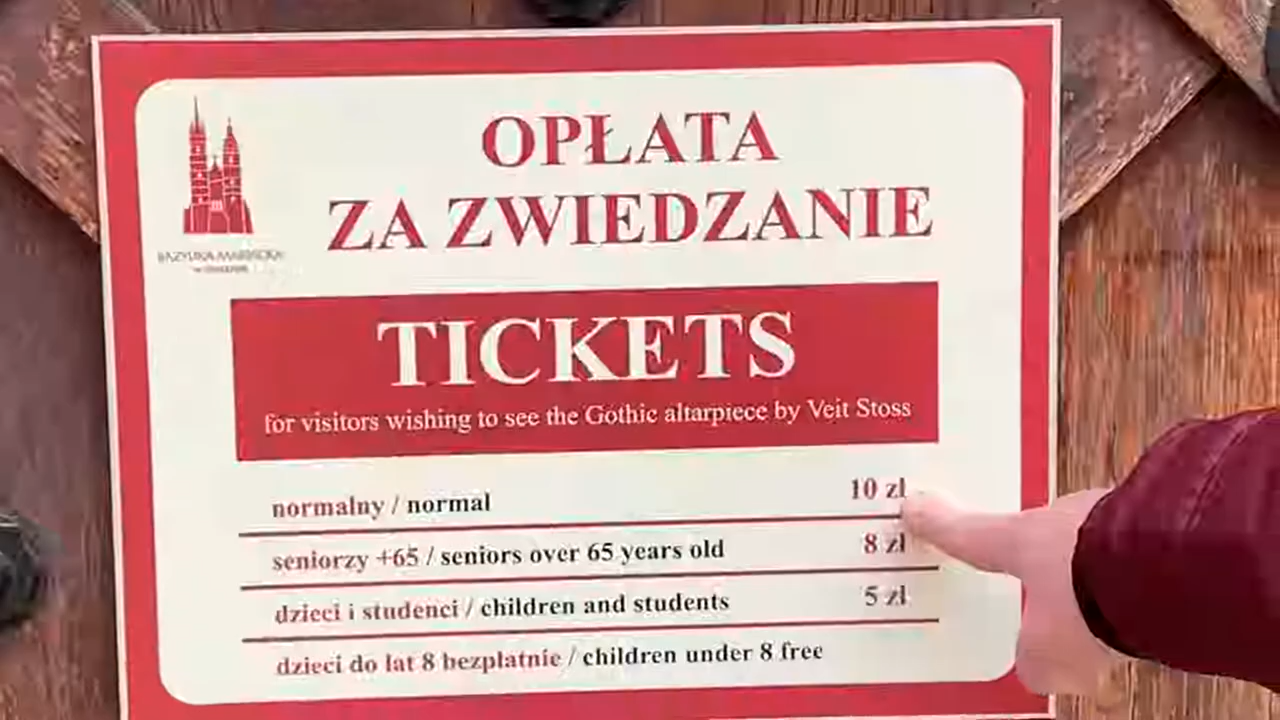 OPŁATA
ZA ZWIEDZANIE
BAZYLIKA MARIACKA
TICKETS
for visitors wishing to see the Gothic altarpiece by Veit Stoss
normalny / normal 10 zł
seniorzy +65 / seniors over 65 years old 8 zł
dzieci i studenci / children and students 5 zł
dzieci do lat 8 bezpłatnie / children under 8 free